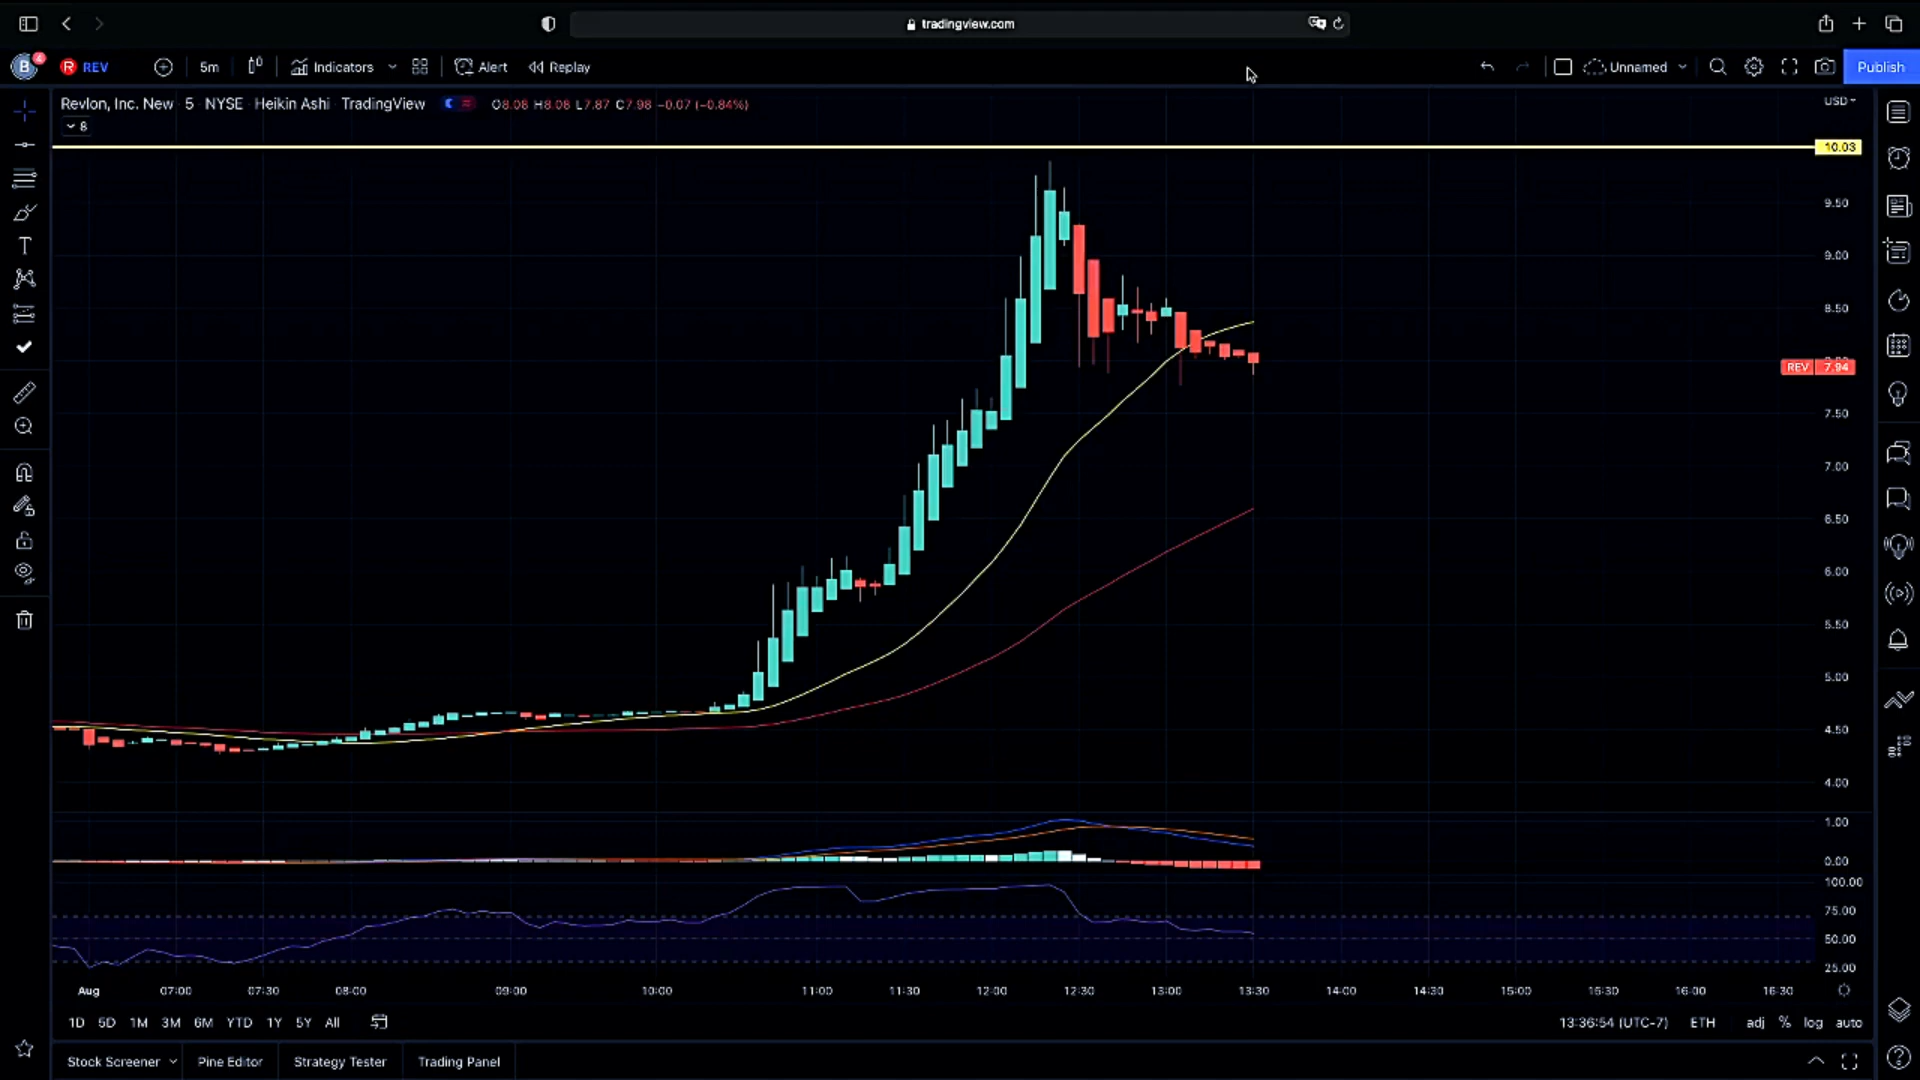 tradingview.com
B 4 R REV 5m Indicators Alert Replay Unnamed Publish
Revlon, Inc. New 5 NYSE Heikin Ashi TradingView O8.08 H8.08 L7.87 C7.98 −0.07 (−0.84%) USD
8
10.03
9.50
9.00
8.50
REV 7.94
7.50
7.00
6.50
6.00
5.50
5.00
4.50
4.00
1.00
0.00
100.00
75.00
50.00
25.00
Aug 07:00 07:30 08:00 09:00 10:00 11:00 11:30 12:00 12:30 13:00 13:30 14:00 14:30 15:00 15:30 16:00 16:30
1D 5D 1M 3M 6M YTD 1Y 5Y All 13:36:54 (UTC-7) ETH adj % log auto
Stock Screener Pine Editor Strategy Tester Trading Panel